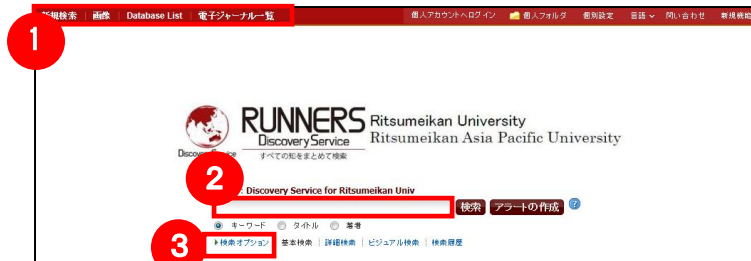 新規検索 画像 Database List 電子ジャーナル一覧 個人アカウントへログイン 個人フォルダ 個別設定 言語 問い合わせ 新規機能
1
RUNNERS Ritsumeikan University
Discovery Service Ritsumeikan Asia Pacific University
すべての知をまとめて検索
2
: Discovery Service for Ritsumeikan Univ
検索 アラートの作成 ?
キーワード タイトル 著者
3
検索オプション 基本検索 詳細検索 ビジュアル検索 検索履歴